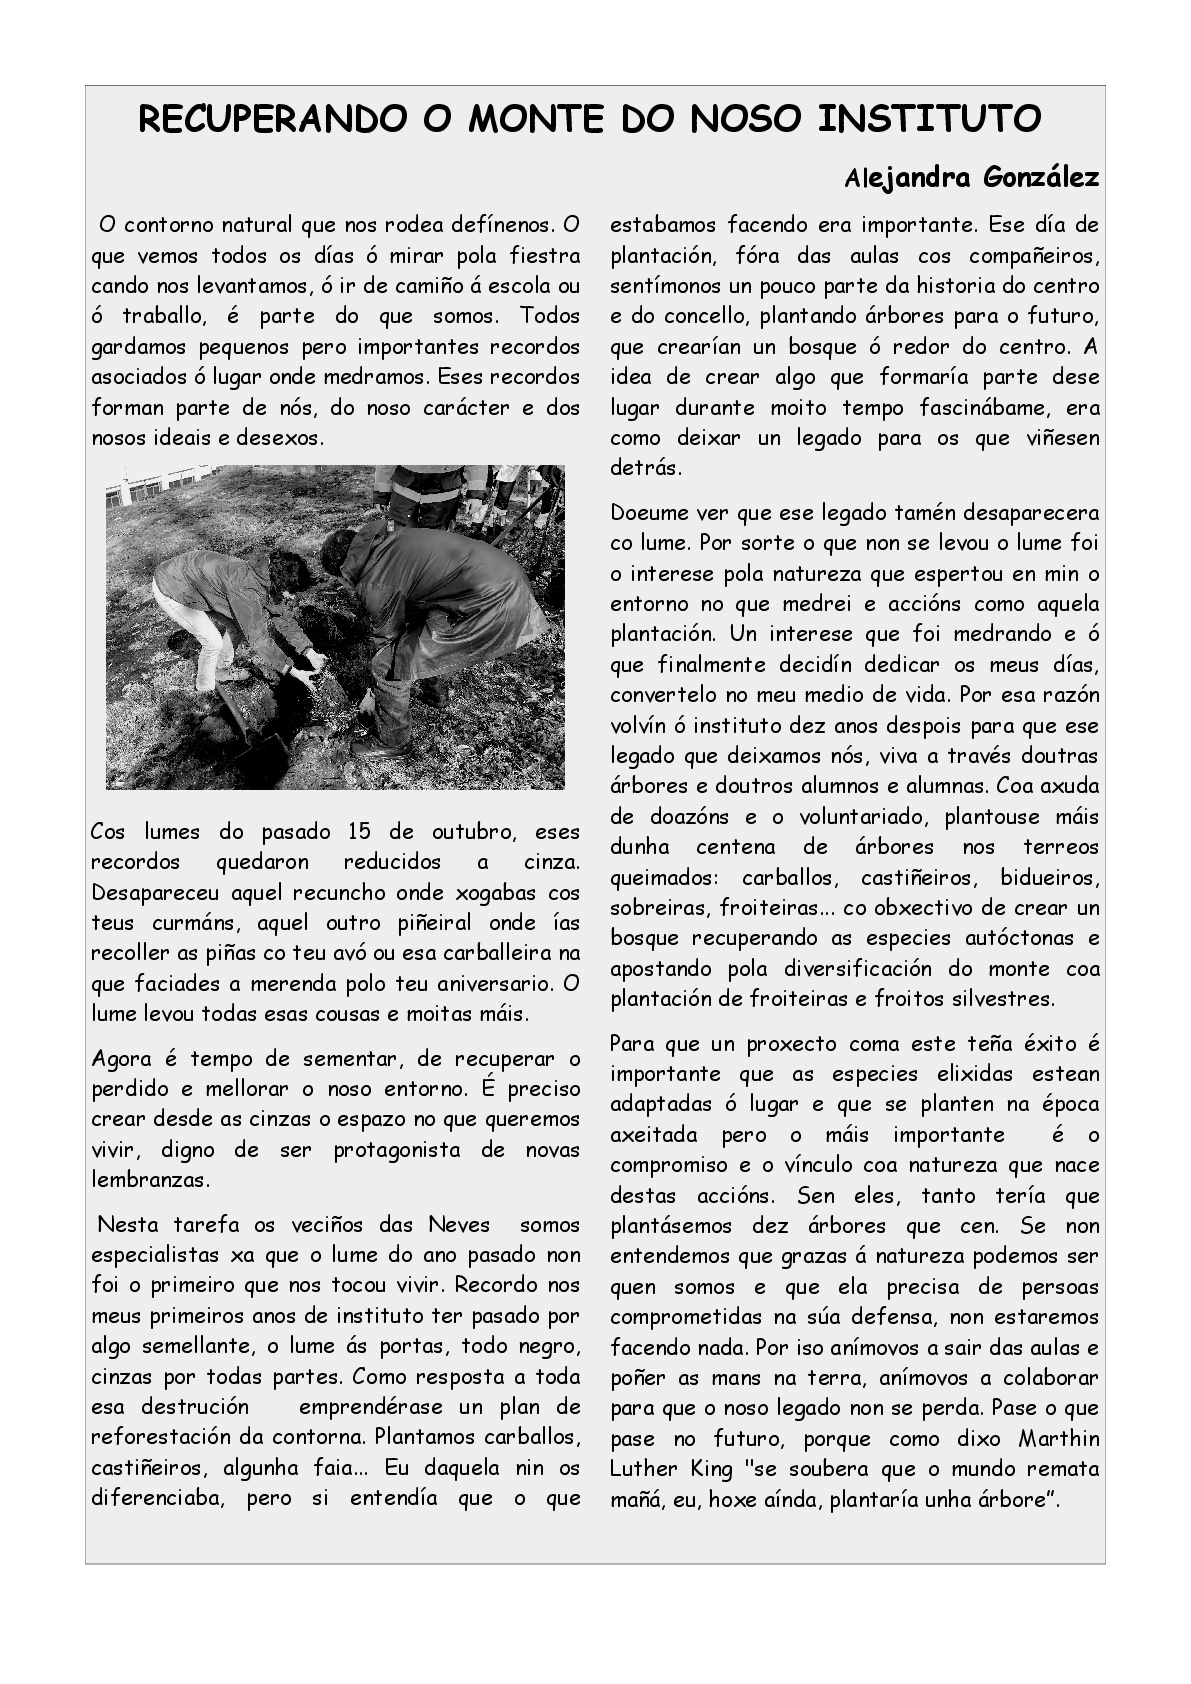 RECUPERANDO O MONTE DO NOSO INSTITUTO
Alejandra González
O contorno natural que nos rodea defínenos. O
que vemos todos os días ó mirar pola fiestra
cando nos levantamos, ó ir de camiño á escola ou
ó traballo, é parte do que somos. Todos
gardamos pequenos pero importantes recordos
asociados ó lugar onde medramos. Eses recordos
forman parte de nós, do noso carácter e dos
nosos ideais e desexos.
Cos lumes do pasado 15 de outubro, eses
recordos quedaron reducidos a cinza.
Desapareceu aquel recuncho onde xogabas cos
teus curmáns, aquel outro piñeiral onde ías
recoller as piñas co teu avó ou esa carballeira na
que faciades a merenda polo teu aniversario. O
lume levou todas esas cousas e moitas máis.
Agora é tempo de sementar, de recuperar o
perdido e mellorar o noso entorno. É preciso
crear desde as cinzas o espazo no que queremos
vivir, digno de ser protagonista de novas
lembranzas.
Nesta tarefa os veciños das Neves somos
especialistas xa que o lume do ano pasado non
foi o primeiro que nos tocou vivir. Recordo nos
meus primeiros anos de instituto ter pasado por
algo semellante, o lume ás portas, todo negro,
cinzas por todas partes. Como resposta a toda
esa destrución emprendérase un plan de
reforestación da contorna. Plantamos carballos,
castiñeiros, algunha faia... Eu daquela nin os
diferenciaba, pero si entendía que o que
estabamos facendo era importante. Ese día de
plantación, fóra das aulas cos compañeiros,
sentímonos un pouco parte da historia do centro
e do concello, plantando árbores para o futuro,
que crearían un bosque ó redor do centro. A
idea de crear algo que formaría parte dese
lugar durante moito tempo fascinábame, era
como deixar un legado para os que viñesen
detrás.
Doeume ver que ese legado tamén desaparecera
co lume. Por sorte o que non se levou o lume foi
o interese pola natureza que espertou en min o
entorno no que medrei e accións como aquela
plantación. Un interese que foi medrando e ó
que finalmente decidín dedicar os meus días,
convertelo no meu medio de vida. Por esa razón
volvín ó instituto dez anos despois para que ese
legado que deixamos nós, viva a través doutras
árbores e doutros alumnos e alumnas. Coa axuda
de doazóns e o voluntariado, plantouse máis
dunha centena de árbores nos terreos
queimados: carballos, castiñeiros, bidueiros,
sobreiras, froiteiras... co obxectivo de crear un
bosque recuperando as especies autóctonas e
apostando pola diversificación do monte coa
plantación de froiteiras e froitos silvestres.
Para que un proxecto coma este teña éxito é
importante que as especies elixidas estean
adaptadas ó lugar e que se planten na época
axeitada pero o máis importante é o
compromiso e o vínculo coa natureza que nace
destas accións. Sen eles, tanto tería que
plantásemos dez árbores que cen. Se non
entendemos que grazas á natureza podemos ser
quen somos e que ela precisa de persoas
comprometidas na súa defensa, non estaremos
facendo nada. Por iso anímovos a sair das aulas e
poñer as mans na terra, anímovos a colaborar
para que o noso legado non se perda. Pase o que
pase no futuro, porque como dixo Marthin
Luther King "se soubera que o mundo remata
mañá, eu, hoxe aínda, plantaría unha árbore”.